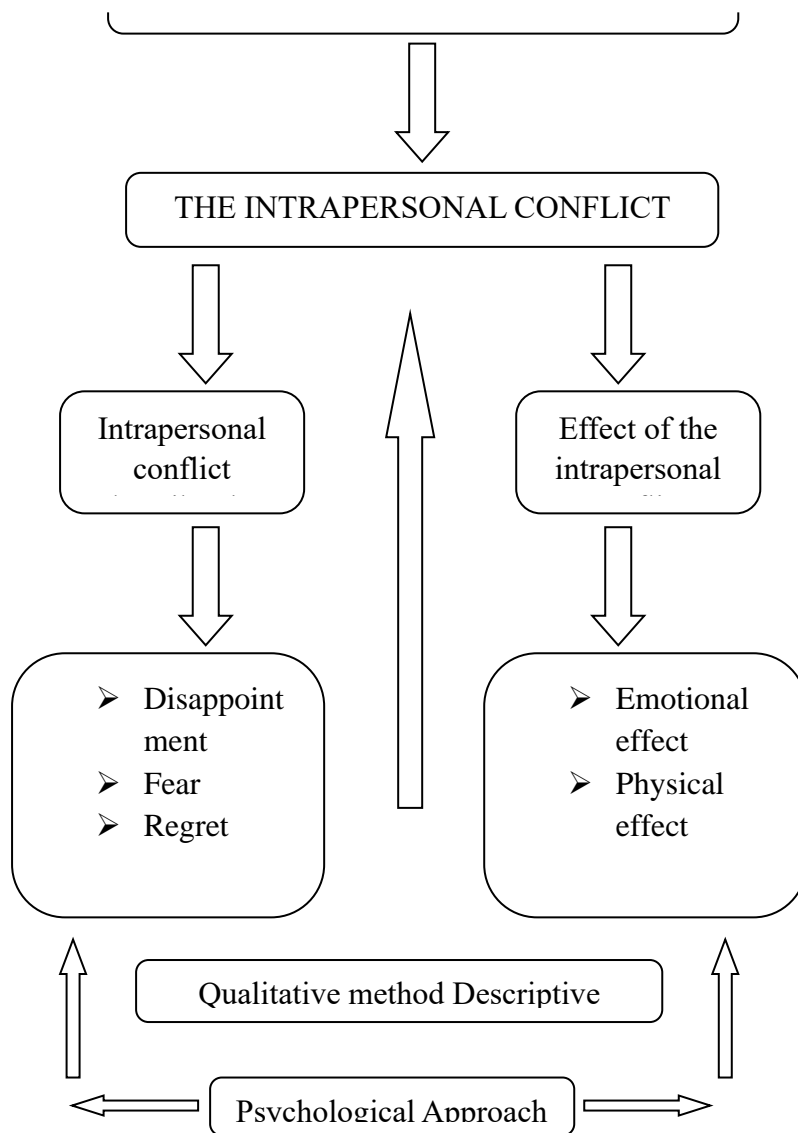 THE INTRAPERSONAL CONFLICT
Intrapersonal
conflict
Effect of the
intrapersonal
➢ Disappoint
ment
➢ Fear
➢ Regret
➢ Emotional
effect
➢ Physical
effect
Qualitative method Descriptive
Psychological Approach